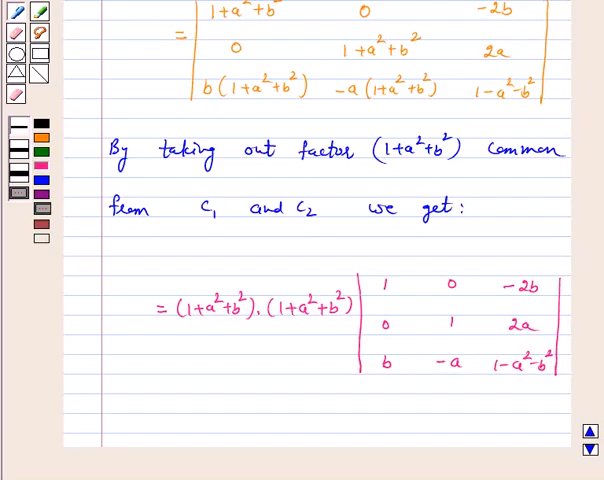 1+a²+b² 0 -2b
= 0 1+a²+b² 2a
b(1+a²+b²) -a(1+a²+b²) 1-a²-b²
By taking out factor (1+a²+b²) common
from C₁ and C₂ we get:
= (1+a²+b²).(1+a²+b²) | 1 0 -2b |
0 1 2a
b -a 1-a²-b²